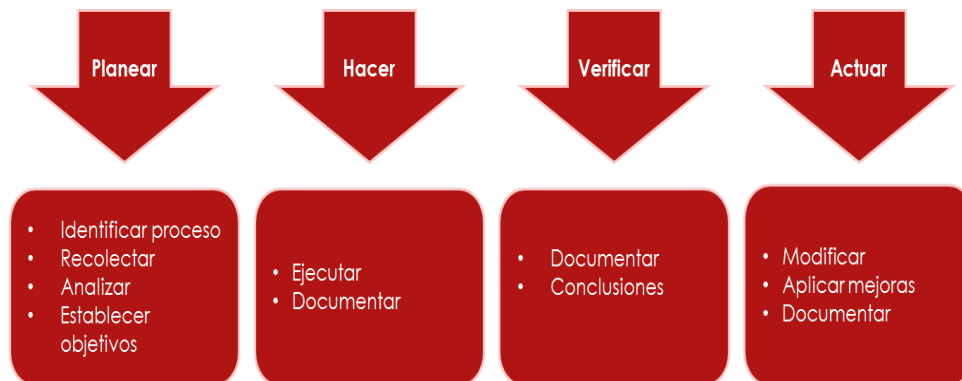 Planear
Hacer
Verificar
Actuar
• Identificar proceso
• Recolectar
• Analizar
• Establecer
objetivos
• Ejecutar
• Documentar
• Documentar
• Conclusiones
• Modificar
• Aplicar mejoras
• Documentar